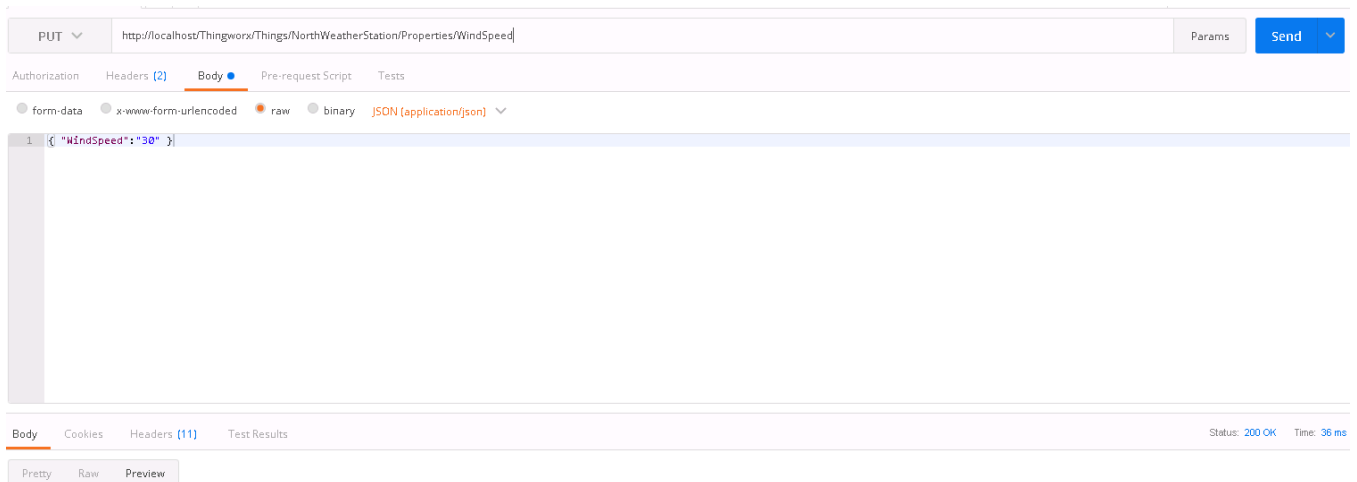 PUT http://localhost/Thingworx/Things/NorthWeatherStation/Properties/WindSpeed Params Send
Authorization Headers (2) Body Pre-request Script Tests
form-data x-www-form-urlencoded raw binary JSON (application/json)
1 { "WindSpeed":"30" }
Body Cookies Headers (11) Test Results Status: 200 OK Time: 36 ms
Pretty Raw Preview